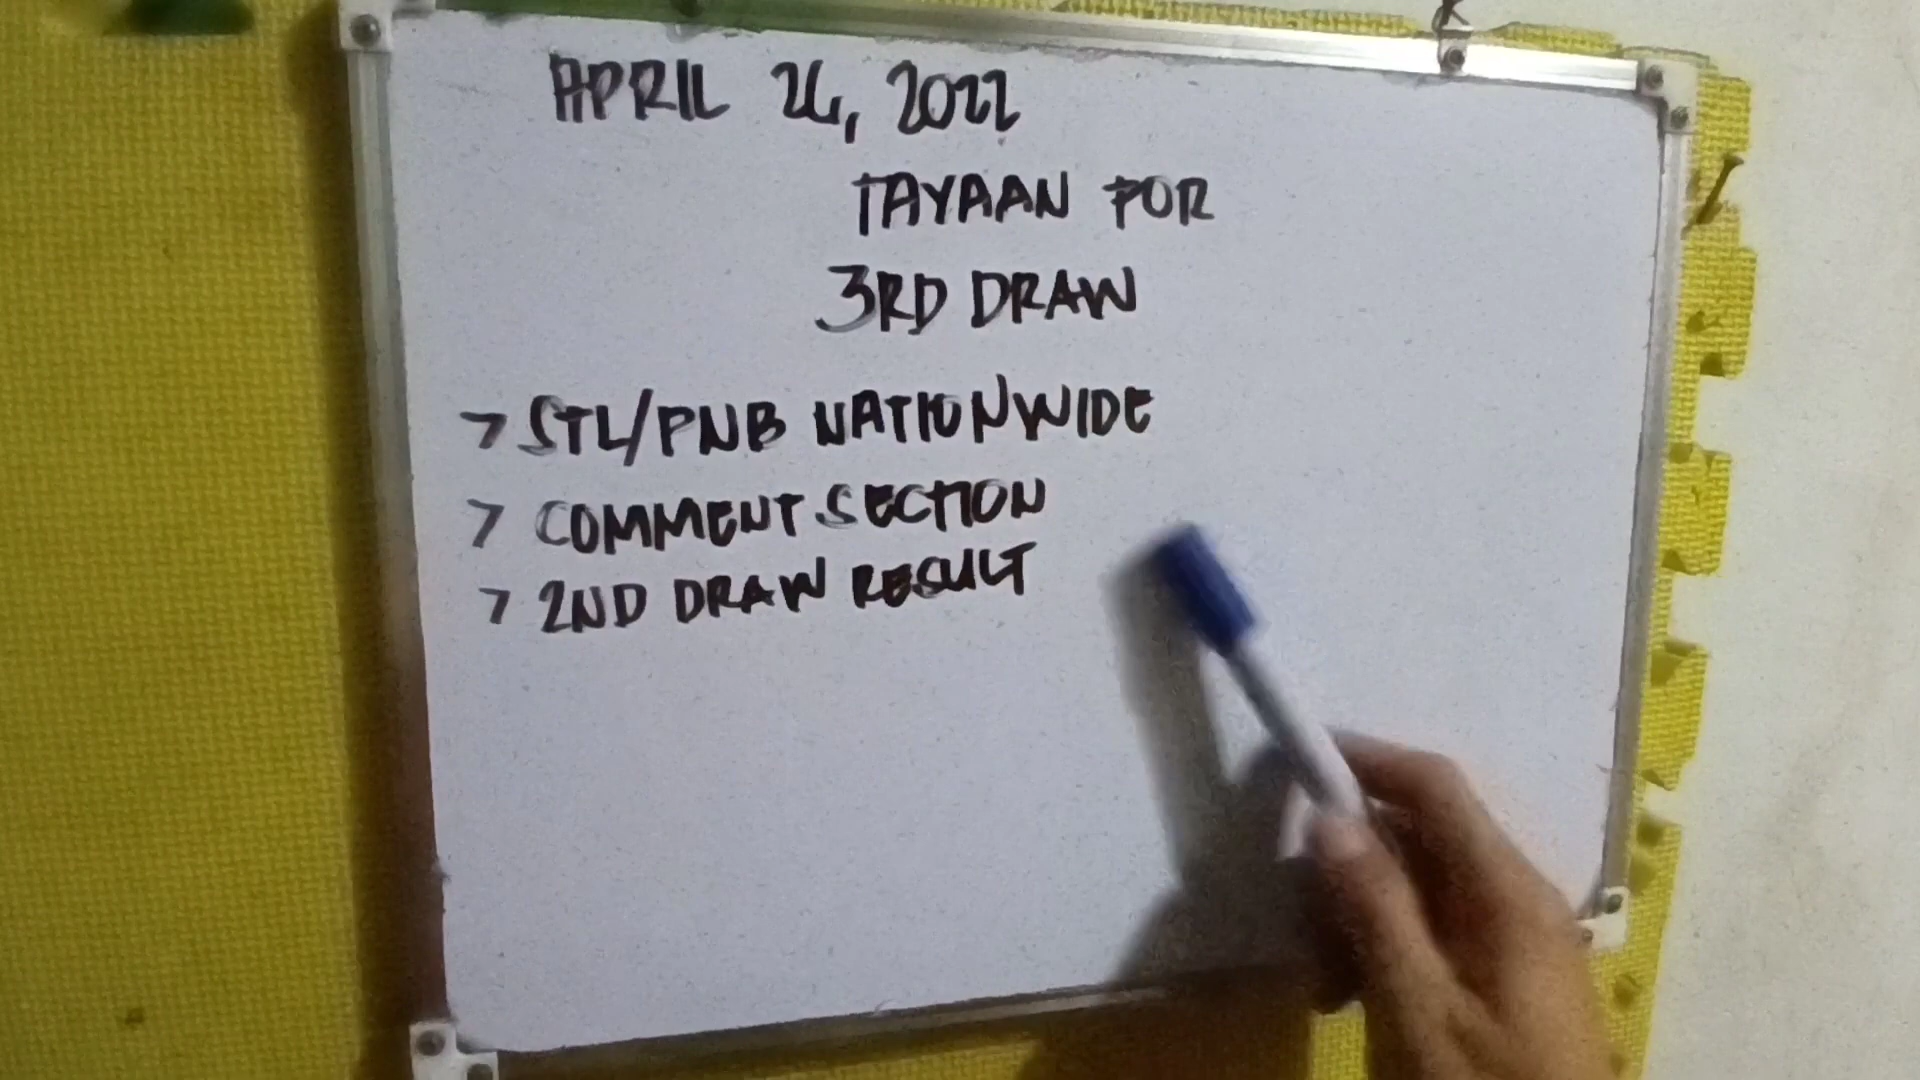 APRIL 26, 2022
TAYAAN FOR
3RD DRAW
> STL/PNB NATIONWIDE
> COMMENT SECTION
> 2ND DRAW RESULT